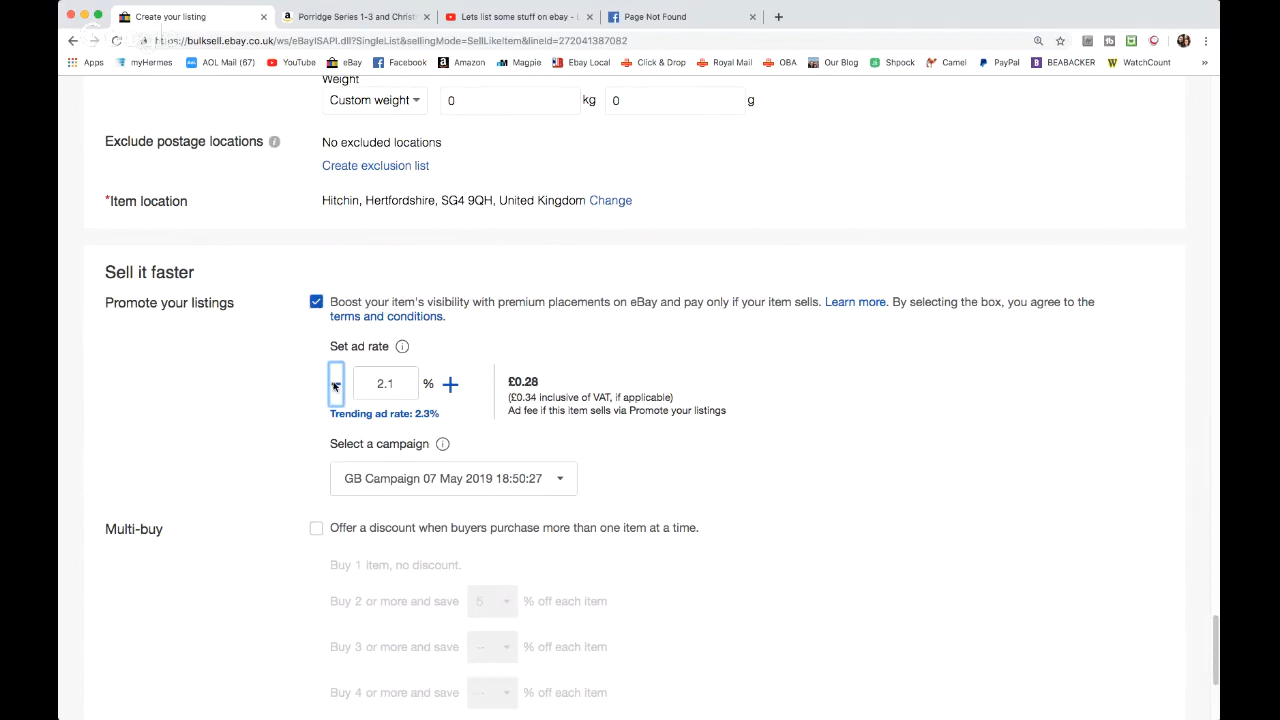 Create your listing
Porridge Series 1-3 and Christ
Lets list some stuff on ebay - L
Page Not Found
https://bulksell.ebay.co.uk/ws/eBayISAPI.dll?SingleList&sellingMode=SellLikeItem&lineId=272041387082
Apps myHermes AOL Mail (67) YouTube eBay Facebook Amazon Magpie Ebay Local Click & Drop Royal Mail OBA Our Blog Shpock Camel PayPal BEABACKER WatchCount »
Weight
Custom weight 0 kg 0 g
Exclude postage locations No excluded locations
Create exclusion list
*Item location Hitchin, Hertfordshire, SG4 9QH, United Kingdom Change
Sell it faster
Promote your listings Boost your item's visibility with premium placements on eBay and pay only if your item sells. Learn more. By selecting the box, you agree to the
terms and conditions.
Set ad rate
2.1 % +
£0.28
(£0.34 inclusive of VAT, if applicable)
Ad fee if this item sells via Promote your listings
Trending ad rate: 2.3%
Select a campaign
GB Campaign 07 May 2019 18:50:27
Multi-buy Offer a discount when buyers purchase more than one item at a time.
Buy 1 item, no discount.
Buy 2 or more and save 5 % off each item
Buy 3 or more and save -- % off each item
Buy 4 or more and save -- % off each item